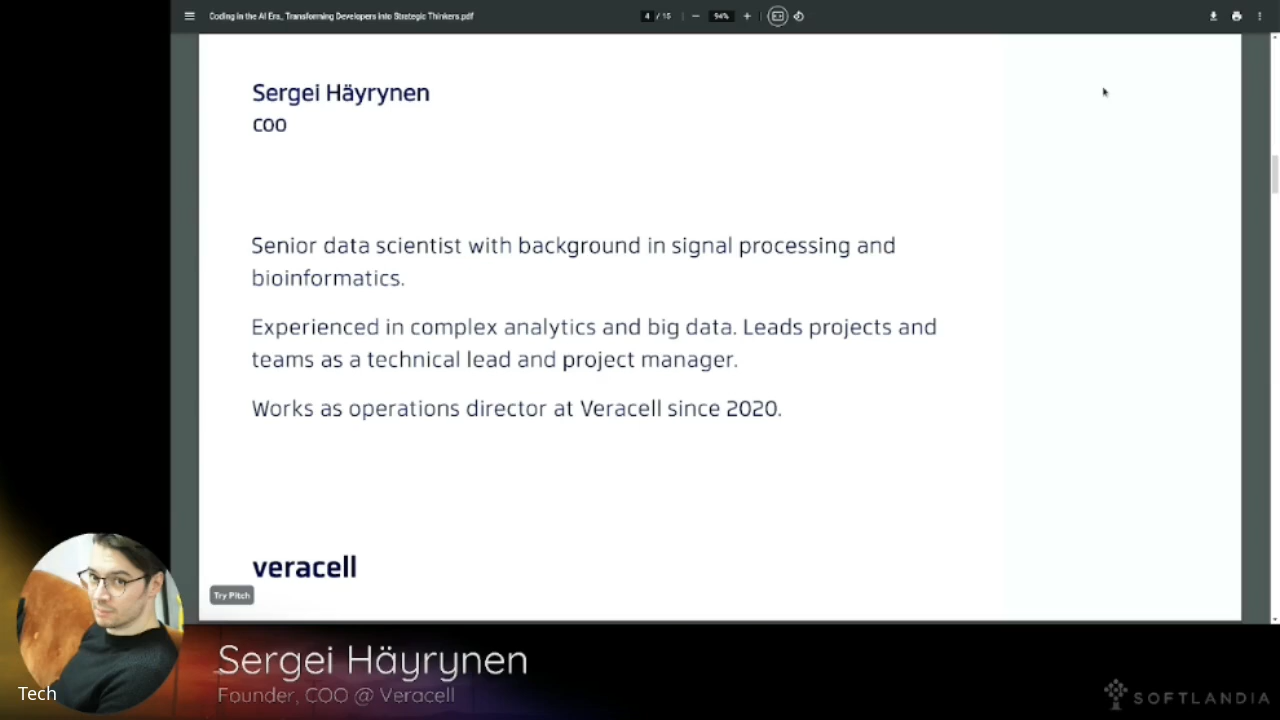 Coding in the AI Era, Transforming Developers Into Strategic Thinkers.pdf
4 / 15
94%
Sergei Häyrynen
COO
Senior data scientist with background in signal processing and
bioinformatics.
Experienced in complex analytics and big data. Leads projects and
teams as a technical lead and project manager.
Works as operations director at Veracell since 2020.
veracell
Try Pitch
Sergei Häyrynen
Founder, COO @ Veracell
Tech
SOFTLANDIA